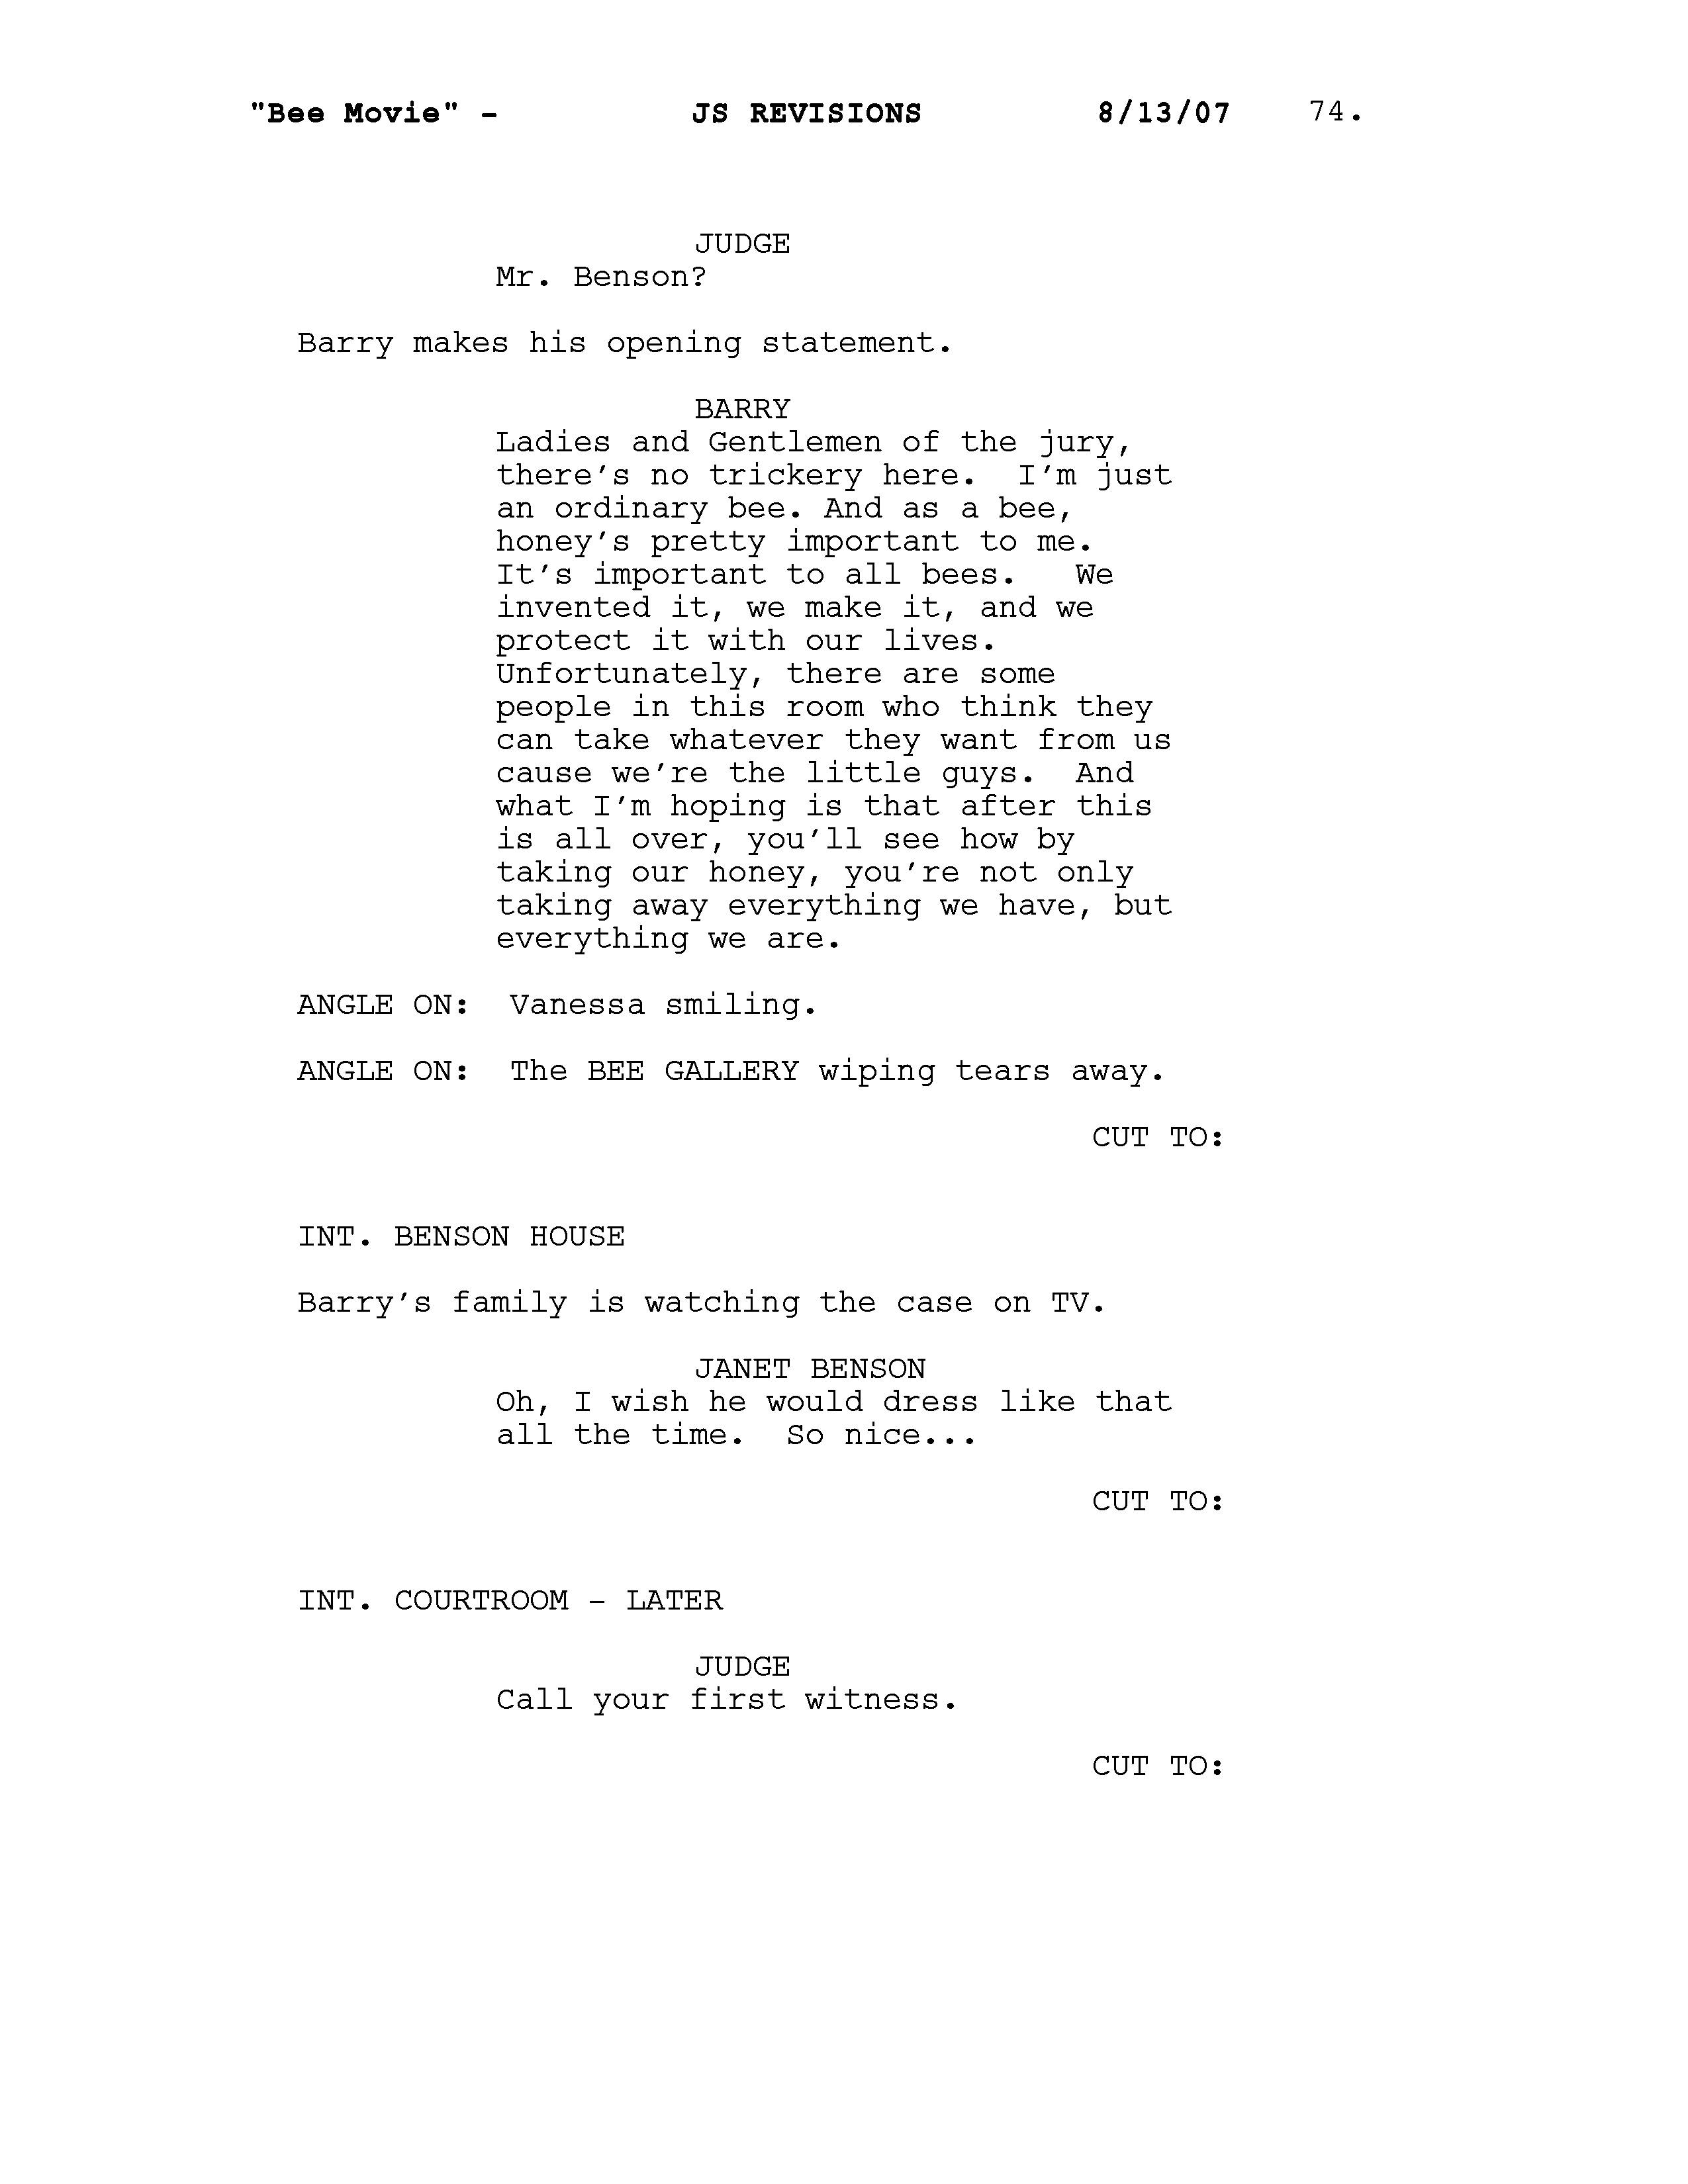 "Bee Movie" - JS REVISIONS 8/13/07 74.
JUDGE
Mr. Benson?
Barry makes his opening statement.
BARRY
Ladies and Gentlemen of the jury,
there's no trickery here.  I'm just
an ordinary bee. And as a bee,
honey's pretty important to me.
It's important to all bees.   We
invented it, we make it, and we
protect it with our lives.
Unfortunately, there are some
people in this room who think they
can take whatever they want from us
cause we're the little guys.  And
what I'm hoping is that after this
is all over, you'll see how by
taking our honey, you're not only
taking away everything we have, but
everything we are.
ANGLE ON:  Vanessa smiling.
ANGLE ON:  The BEE GALLERY wiping tears away.
CUT TO:
INT. BENSON HOUSE
Barry's family is watching the case on TV.
JANET BENSON
Oh, I wish he would dress like that
all the time.  So nice...
CUT TO:
INT. COURTROOM - LATER
JUDGE
Call your first witness.
CUT TO: